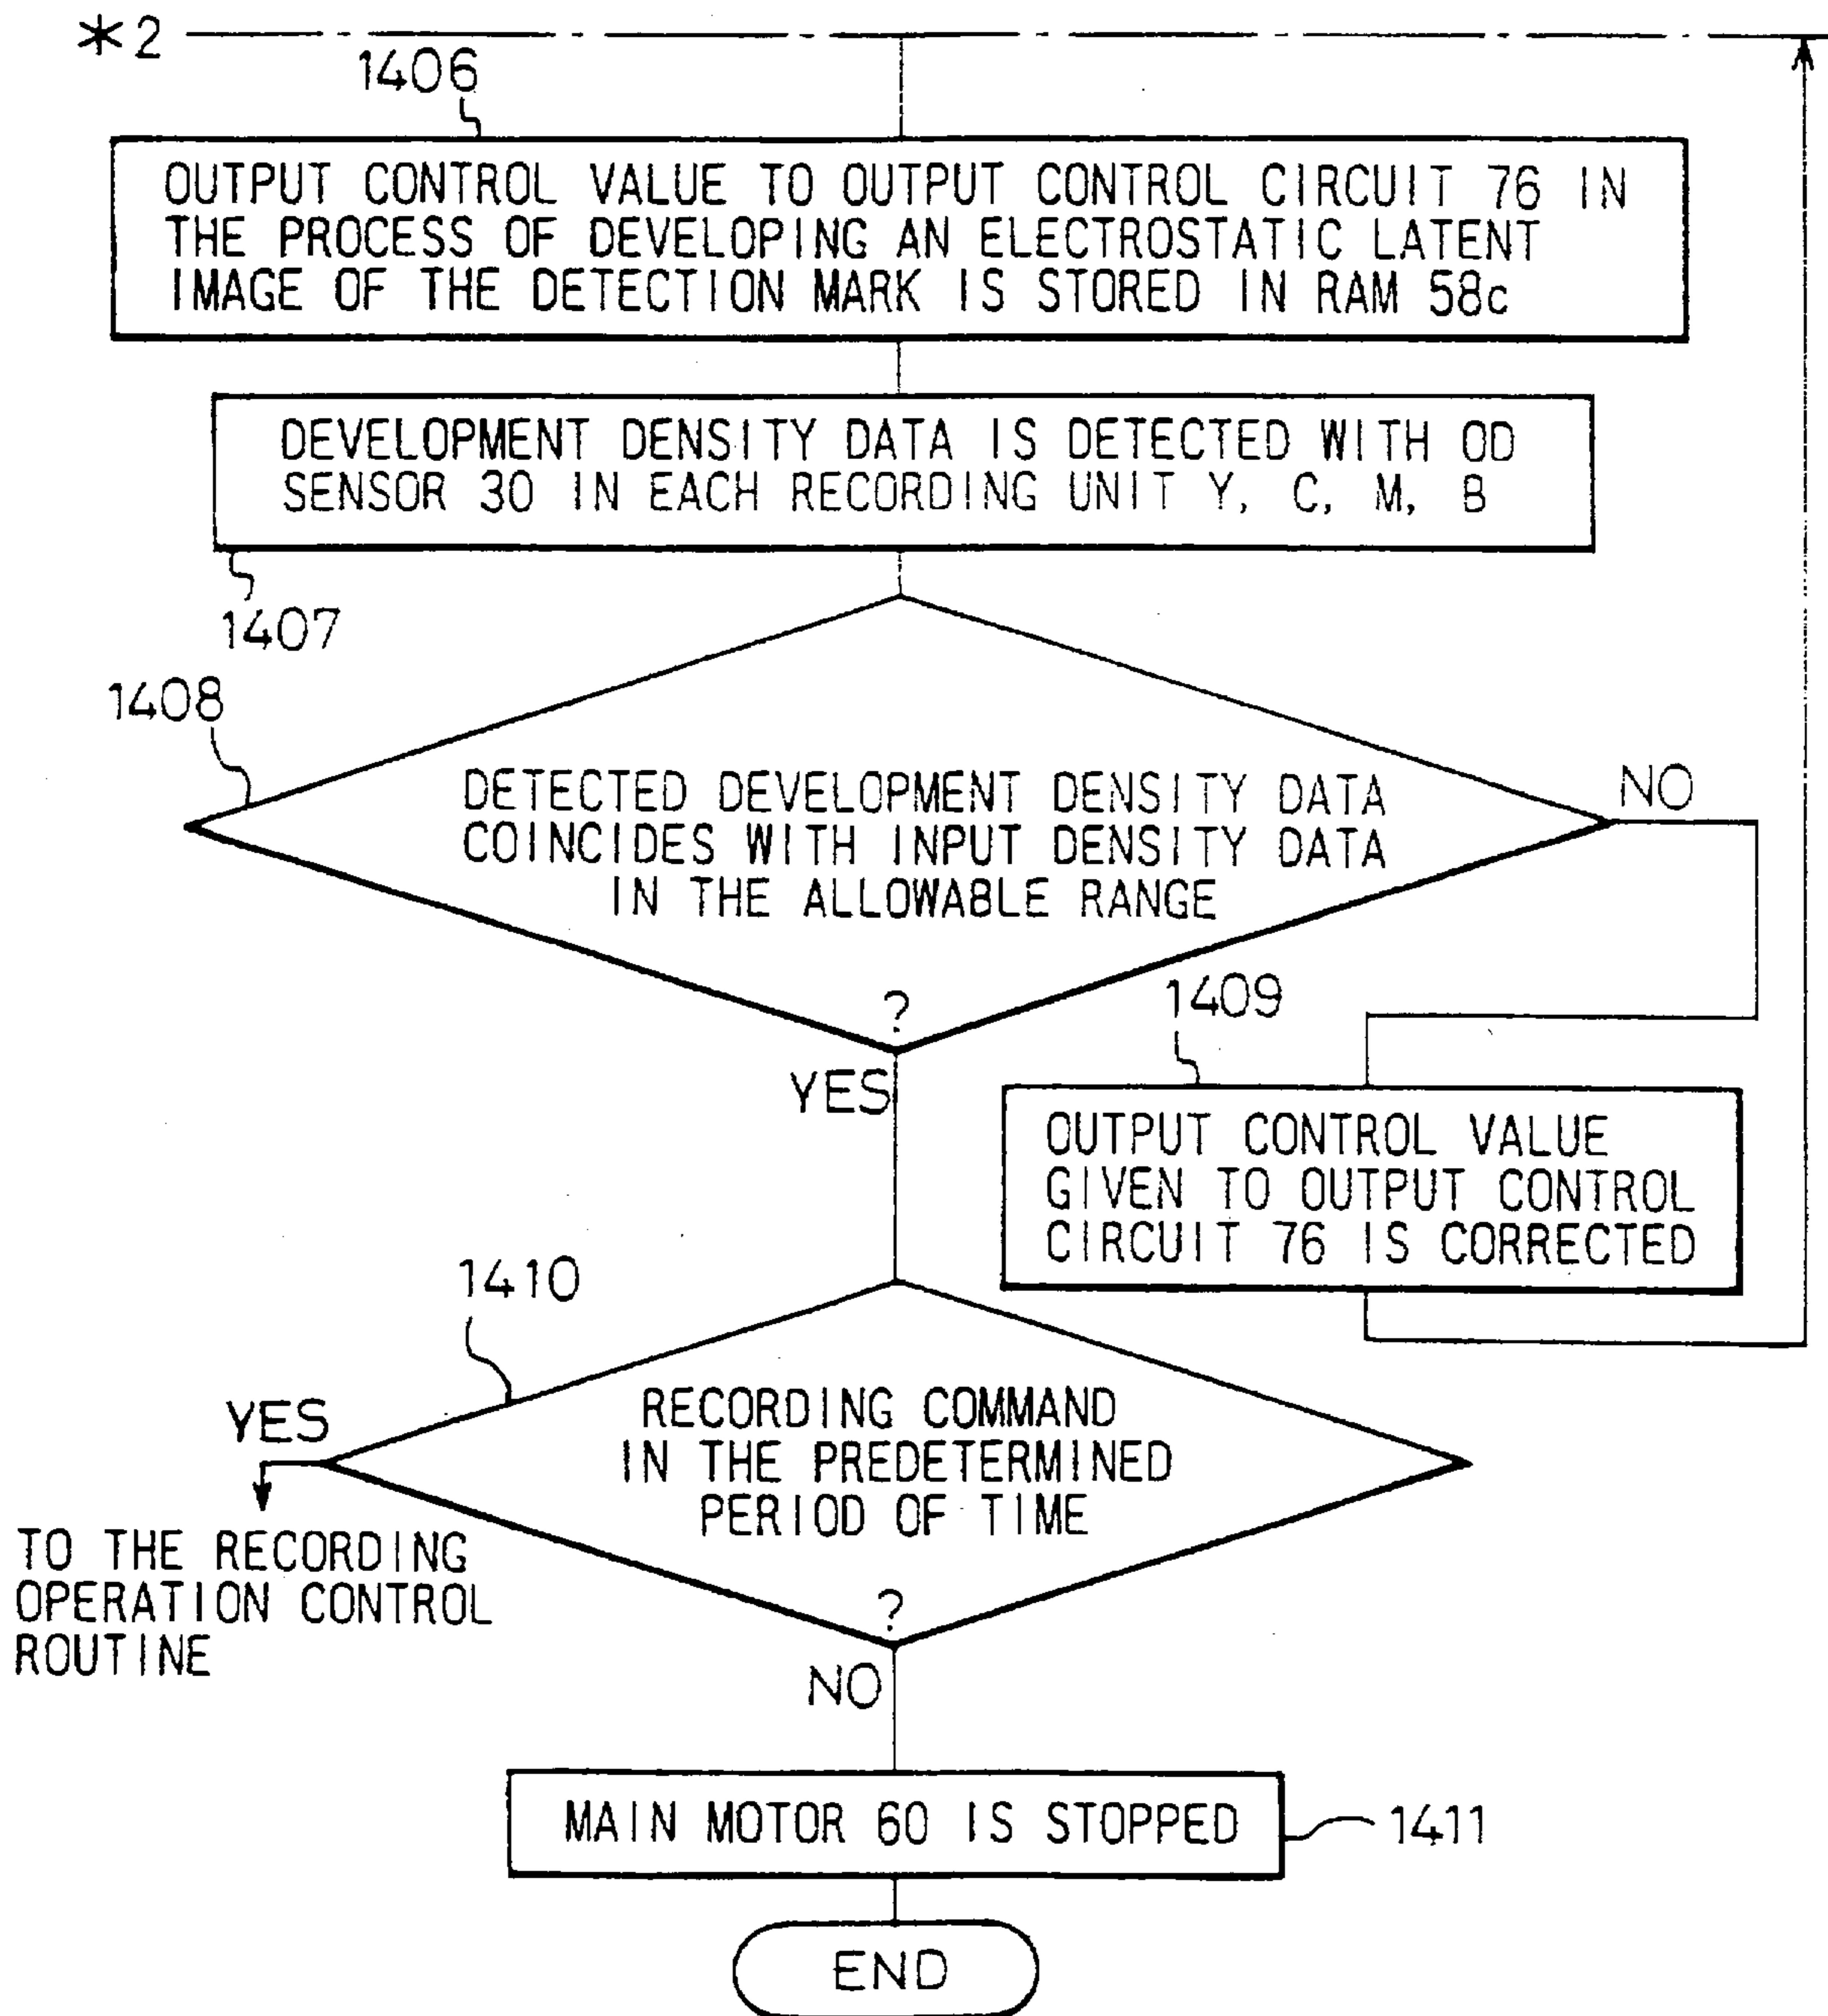 *2
1406
OUTPUT CONTROL VALUE TO OUTPUT CONTROL CIRCUIT 76 IN
THE PROCESS OF DEVELOPING AN ELECTROSTATIC LATENT
IMAGE OF THE DETECTION MARK IS STORED IN RAM 58c
DEVELOPMENT DENSITY DATA IS DETECTED WITH OD
SENSOR 30 IN EACH RECORDING UNIT Y, C, M, B
1407
1408
DETECTED DEVELOPMENT DENSITY DATA
COINCIDES WITH INPUT DENSITY DATA
IN THE ALLOWABLE RANGE
?
NO
YES
1409
OUTPUT CONTROL VALUE
GIVEN TO OUTPUT CONTROL
CIRCUIT 76 IS CORRECTED
1410
RECORDING COMMAND
IN THE PREDETERMINED
PERIOD OF TIME
?
YES
TO THE RECORDING
OPERATION CONTROL
ROUTINE
NO
MAIN MOTOR 60 IS STOPPED
1411
END